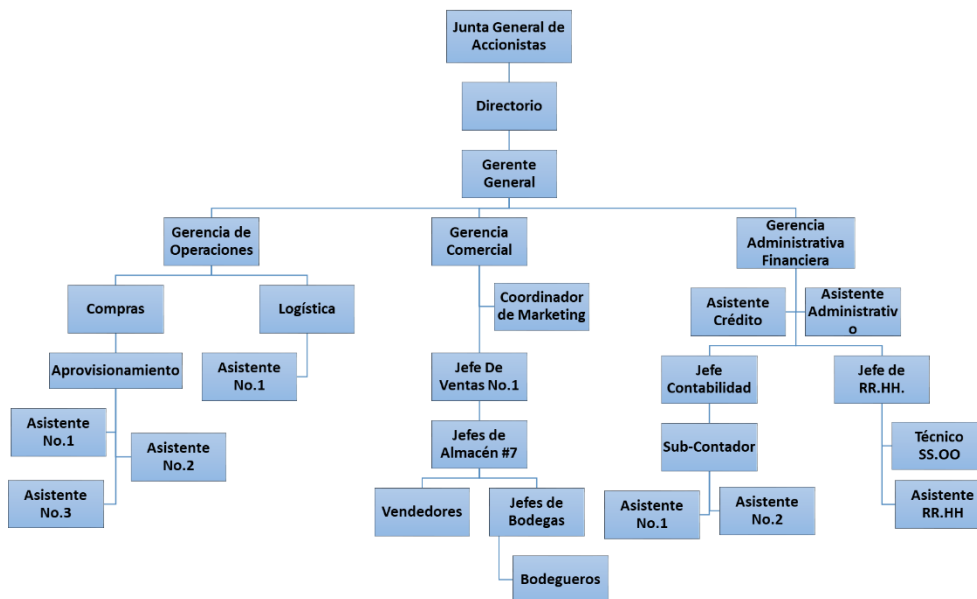 Junta General de
Accionistas
Directorio
Gerente
General
Gerencia de
Operaciones
Gerencia
Comercial
Gerencia
Administrativa
Financiera
Compras
Logística
Coordinador
de Marketing
Asistente
Crédito
Asistente
Administrativ
o
Aprovisionamiento
Asistente
No.1
Jefe De
Ventas No.1
Jefe
Contabilidad
Jefe de
RR.HH.
Asistente
No.1
Asistente
No.2
Asistente
No.3
Jefes de
Almacén #7
Sub-Contador
Técnico
SS.OO
Vendedores
Jefes de
Bodegas
Asistente
No.1
Asistente
No.2
Asistente
RR.HH
Bodegueros